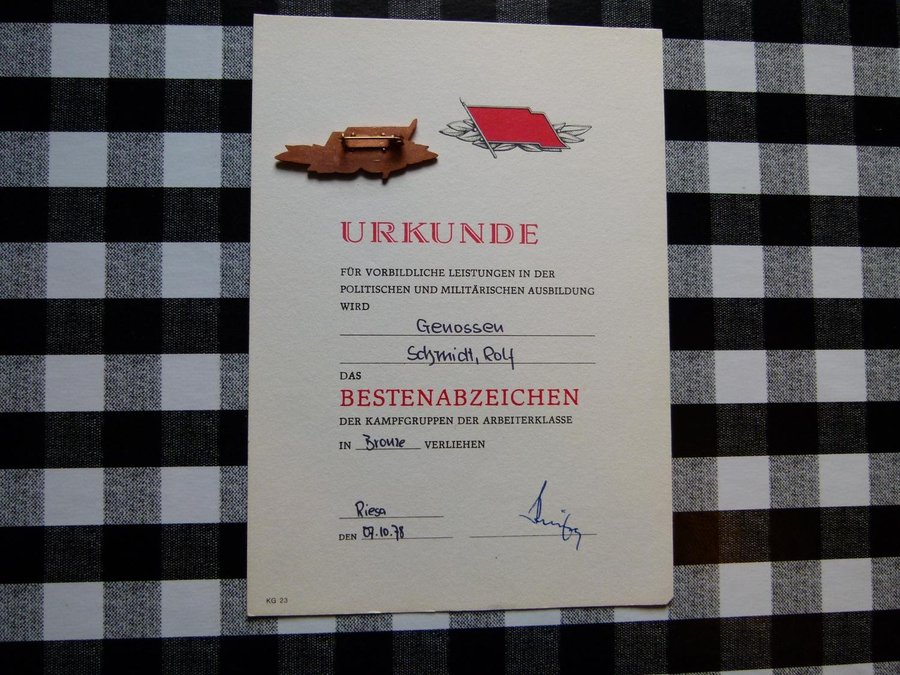 URKUNDE
FÜR VORBILDLICHE LEISTUNGEN IN DER
POLITISCHEN UND MILITÄRISCHEN AUSBILDUNG
WIRD
Genossen
Schmidt, Rolf
DAS
BESTENABZEICHEN
DER KAMPFGRUPPEN DER ARBEITERKLASSE
IN Bronze VERLIEHEN
Riesa
DEN 07.10.78
KG 23